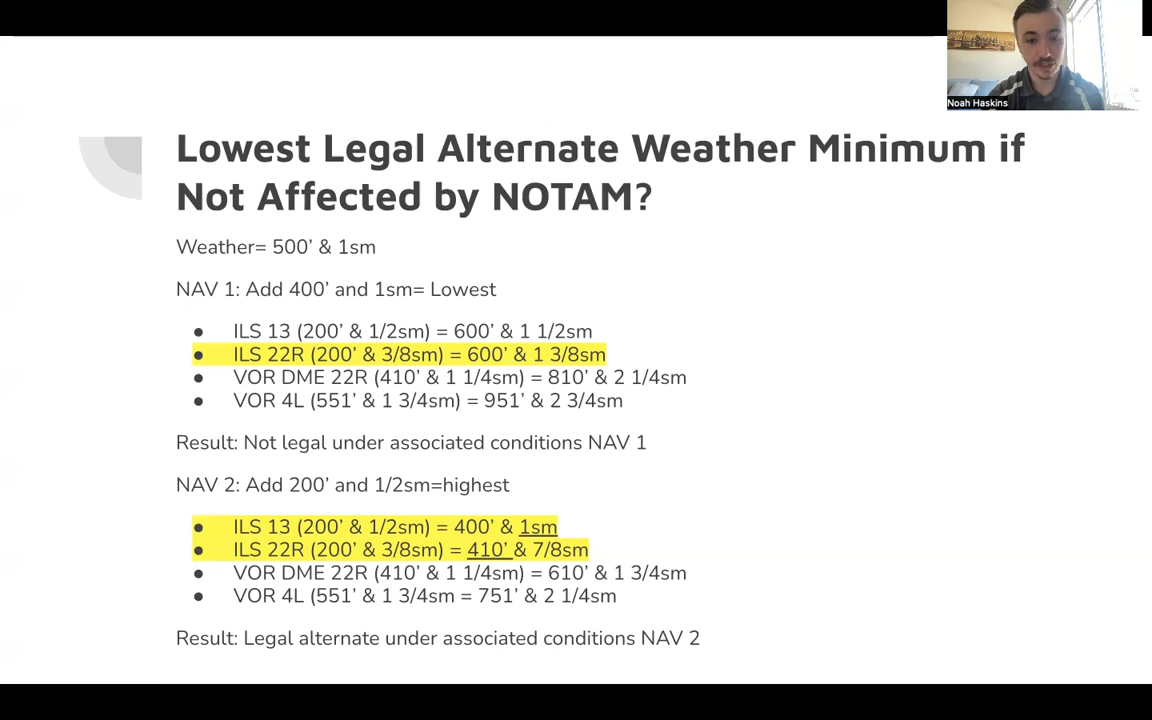 Noah Haskins
Lowest Legal Alternate Weather Minimum if
Not Affected by NOTAM?
Weather= 500’ & 1sm
NAV 1: Add 400’ and 1sm= Lowest
● ILS 13 (200’ & 1/2sm) = 600’ & 1 1/2sm
● ILS 22R (200’ & 3/8sm) = 600’ & 1 3/8sm
● VOR DME 22R (410’ & 1 1/4sm) = 810’ & 2 1/4sm
● VOR 4L (551’ & 1 3/4sm) = 951’ & 2 3/4sm
Result: Not legal under associated conditions NAV 1
NAV 2: Add 200’ and 1/2sm=highest
● ILS 13 (200’ & 1/2sm) = 400’ & 1sm
● ILS 22R (200’ & 3/8sm) = 410’ & 7/8sm
● VOR DME 22R (410’ & 1 1/4sm) = 610’ & 1 3/4sm
● VOR 4L (551’ & 1 3/4sm = 751’ & 2 1/4sm
Result: Legal alternate under associated conditions NAV 2